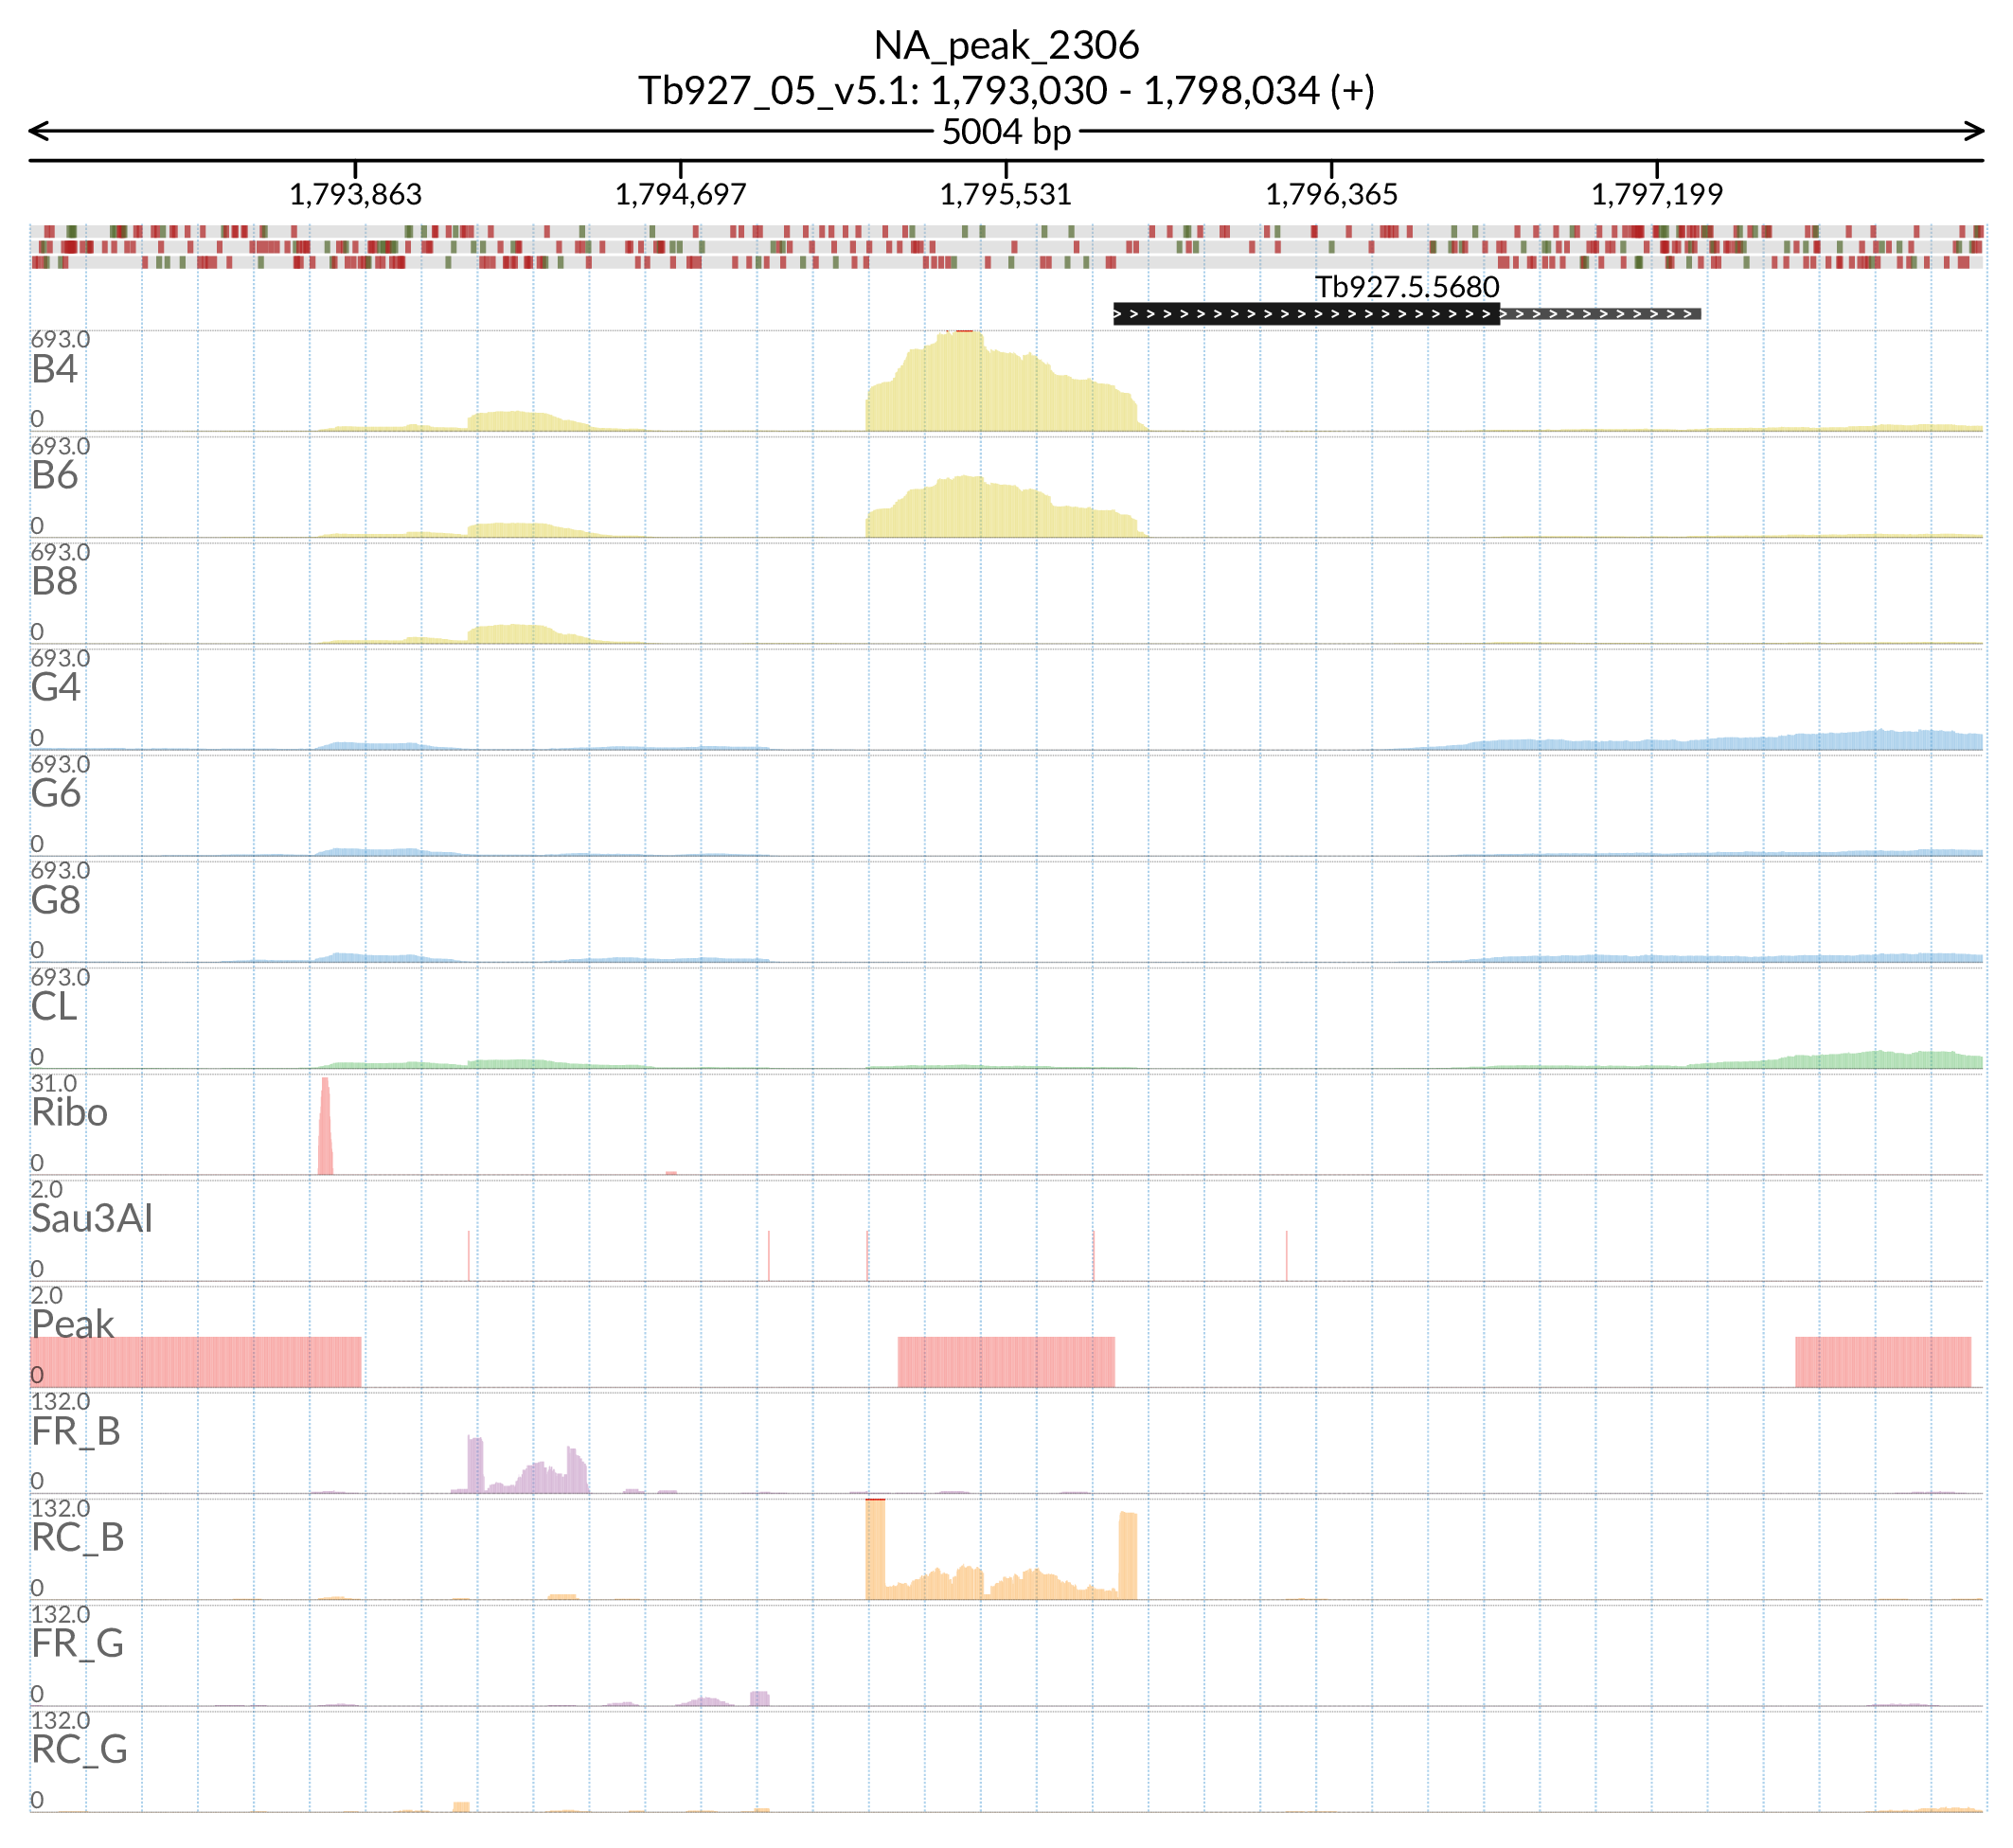 NA_peak_2306
Tb927_05_v5.1: 1,793,030 - 1,798,034 (+)
5004 bp
1,793,863 1,794,697 1,795,531 1,796,365 1,797,199
Tb927.5.5680
693.0
B4
0
693.0
B6
0
693.0
B8
0
693.0
G4
0
693.0
G6
0
693.0
G8
0
693.0
CL
0
31.0
Ribo
0
2.0
Sau3AI
0
2.0
Peak
0
132.0
FR_B
0
132.0
RC_B
0
132.0
FR_G
0
132.0
RC_G
0